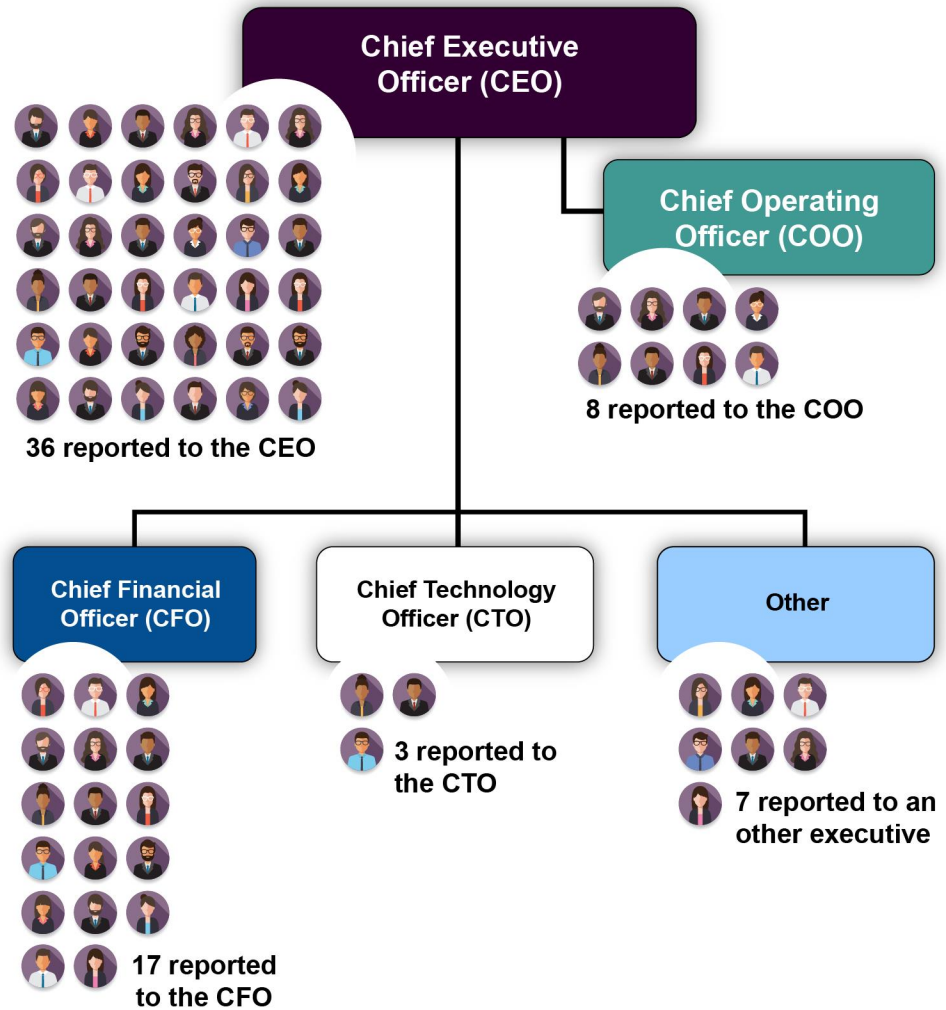 Chief Executive
Officer (CEO)
36 reported to the CEO
Chief Operating
Officer (COO)
8 reported to the COO
Chief Financial
Officer (CFO)
17 reported
to the CFO
Chief Technology
Officer (CTO)
3 reported to
the CTO
Other
7 reported to an
other executive